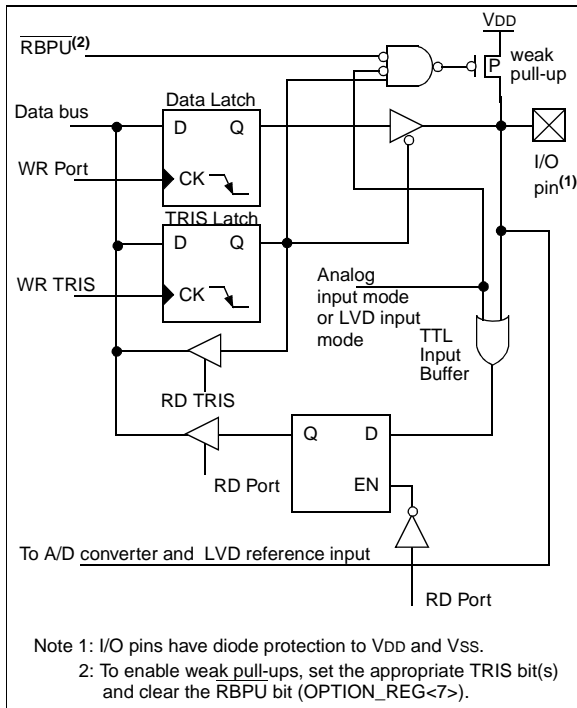 VDD
RBPU(2)
weak
pull-up
P
Data Latch
Data bus
D Q
WR Port
CK
I/O
pin(1)
TRIS Latch
D Q
WR TRIS
CK
Analog
input mode
or LVD input
mode
TTL
Input
Buffer
RD TRIS
Q D
RD Port
EN
To A/D converter and LVD reference input
RD Port
Note 1: I/O pins have diode protection to VDD and VSS.
2: To enable weak pull-ups, set the appropriate TRIS bit(s)
and clear the RBPU bit (OPTION_REG<7>).